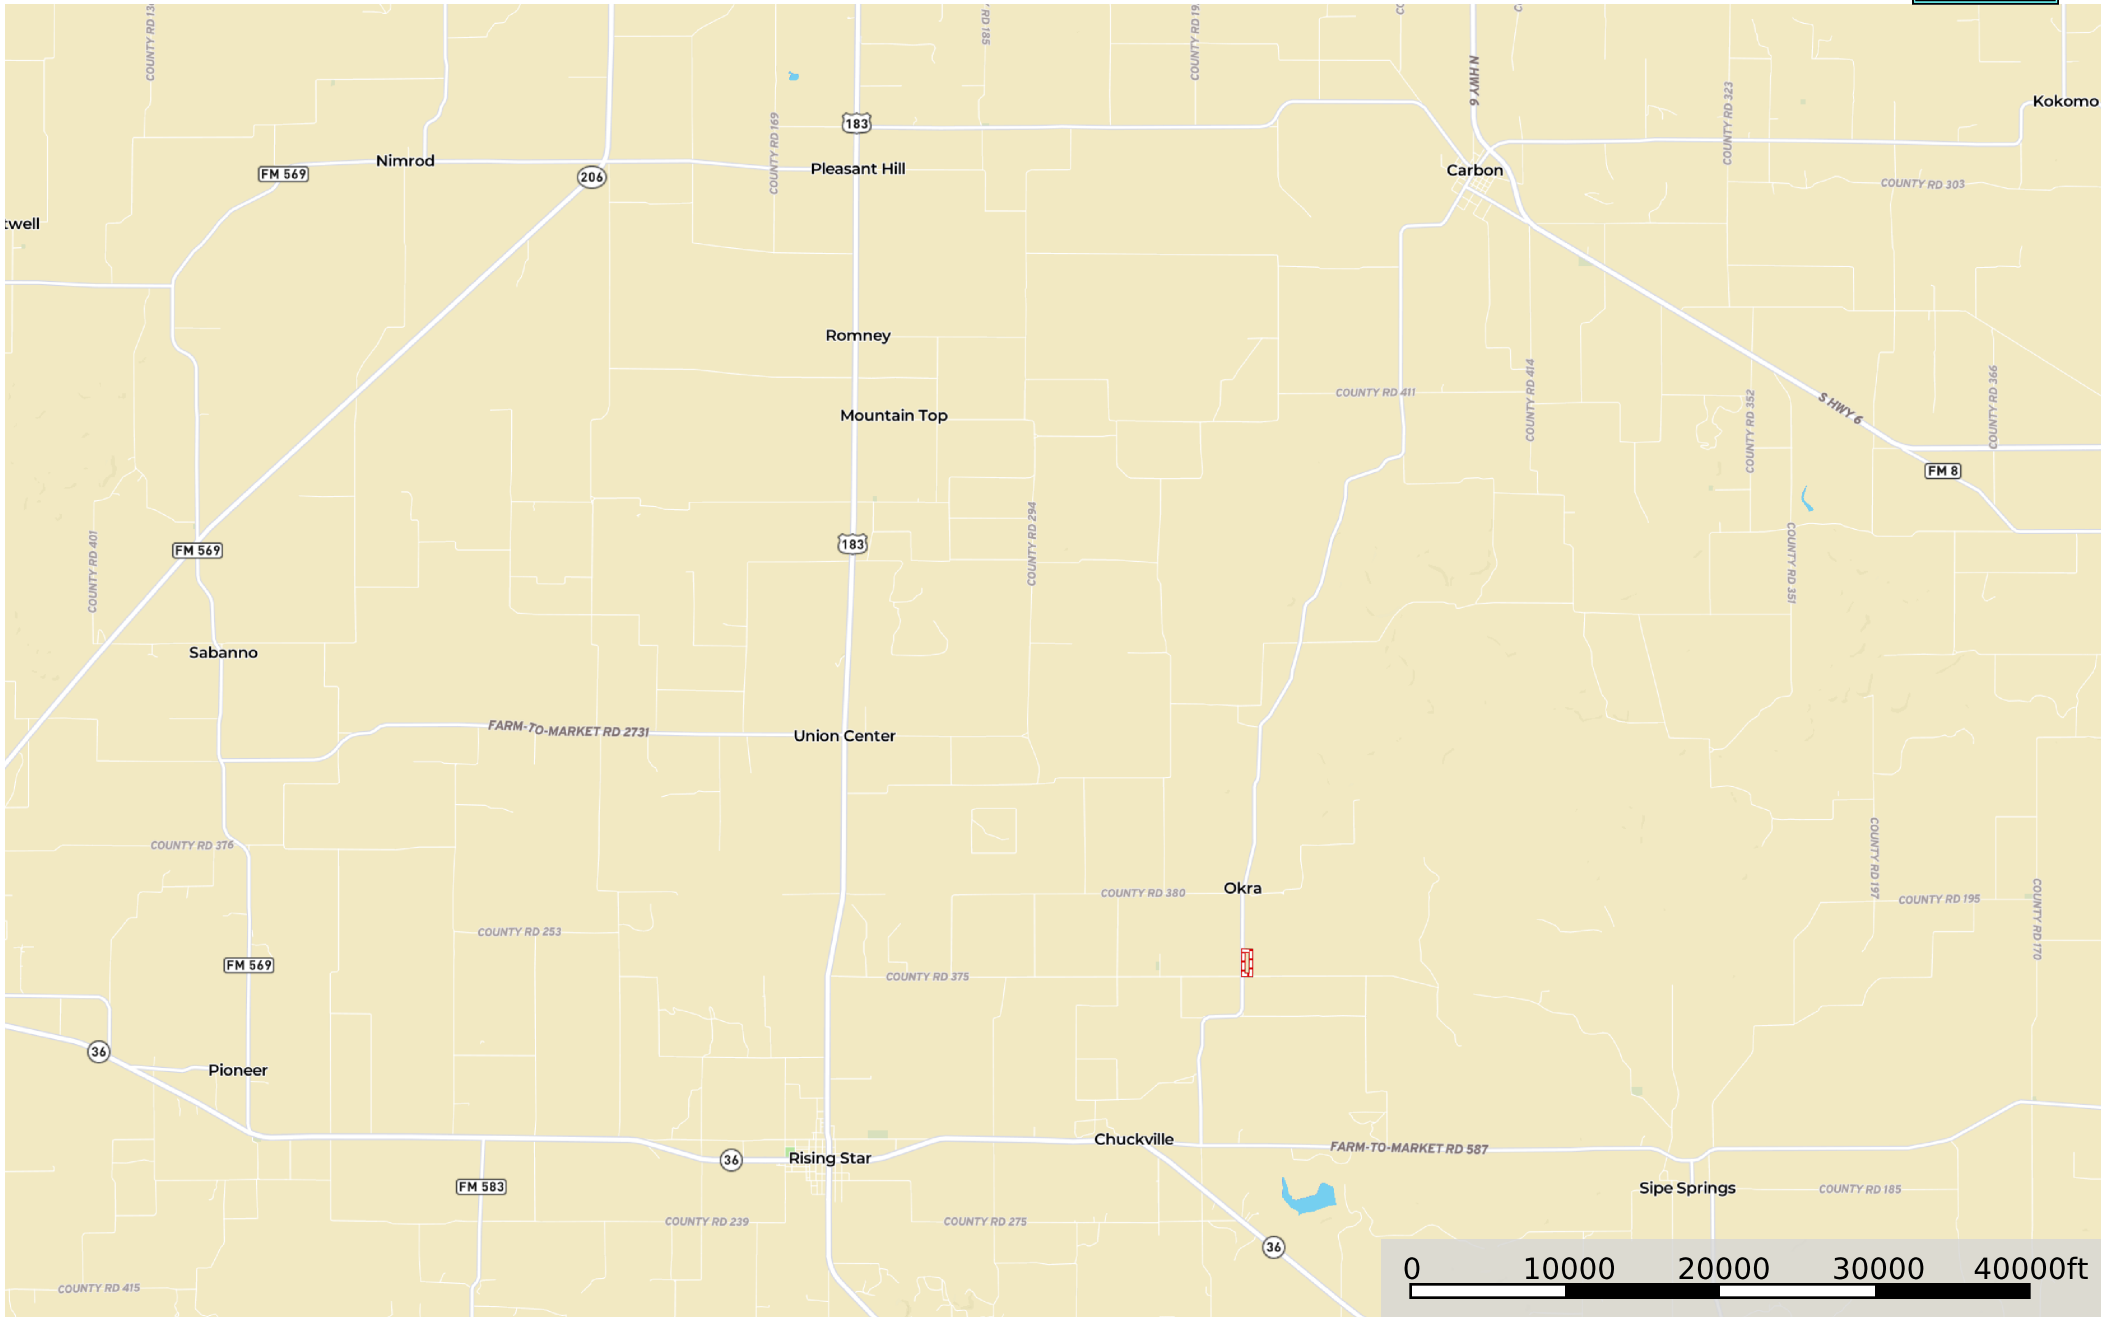 COUNTY RD
RD 185
COUNTY RD
N HWY 6
COUNTY RD 323
Kokomo
183
COUNTY RD 169
Nimrod
Pleasant Hill
FM 569
206
Carbon
COUNTY RD 303
Romney
COUNTY RD 411
COUNTY RD 414
COUNTY RD 352
S HWY 6
COUNTY RD 366
Mountain Top
FM 8
COUNTY RD 401
FM 569
183
COUNTY RD 294
COUNTY RD 351
Sabanno
FARM-TO-MARKET RD 2731
Union Center
COUNTY RD 376
COUNTY RD 197
Okra
COUNTY RD 380
COUNTY RD 195
COUNTY RD 170
COUNTY RD 253
FM 569
COUNTY RD 375
36
Pioneer
Chuckville
FARM-TO-MARKET RD 587
36
Rising Star
FM 583
Sipe Springs
COUNTY RD 185
COUNTY RD 239
COUNTY RD 275
36
COUNTY RD 415
0 10000 20000 30000 40000ft